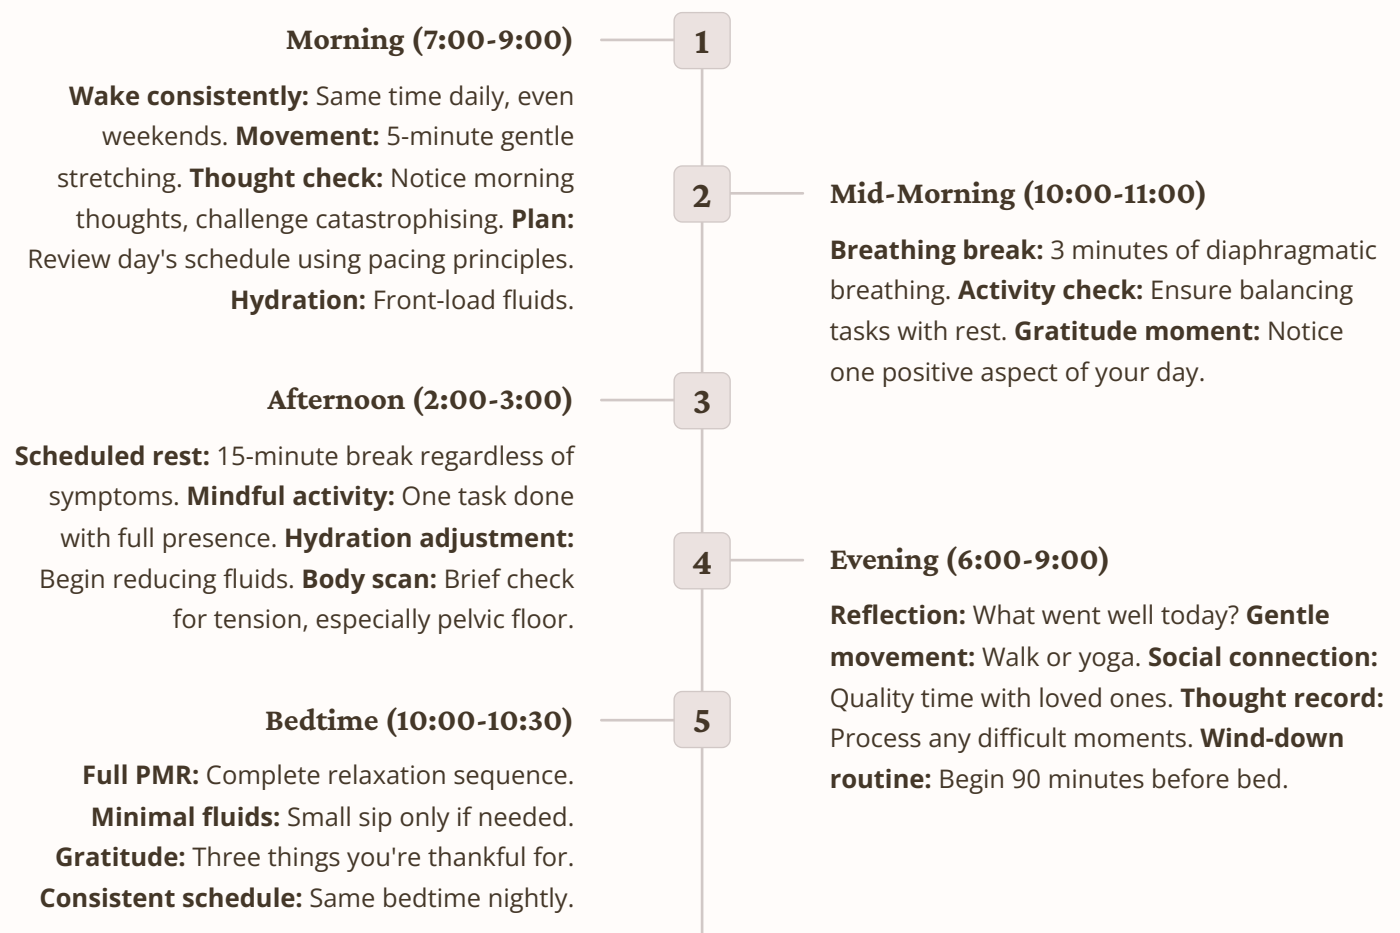 1
Morning (7:00-9:00)
Wake consistently: Same time daily, even
weekends. Movement: 5-minute gentle
stretching. Thought check: Notice morning
thoughts, challenge catastrophising. Plan:
Review day's schedule using pacing principles.
Hydration: Front-load fluids.
2
Mid-Morning (10:00-11:00)
Breathing break: 3 minutes of diaphragmatic
breathing. Activity check: Ensure balancing
tasks with rest. Gratitude moment: Notice
one positive aspect of your day.
3
Afternoon (2:00-3:00)
Scheduled rest: 15-minute break regardless of
symptoms. Mindful activity: One task done
with full presence. Hydration adjustment:
Begin reducing fluids. Body scan: Brief check
for tension, especially pelvic floor.
4
Evening (6:00-9:00)
Reflection: What went well today? Gentle
movement: Walk or yoga. Social connection:
Quality time with loved ones. Thought record:
Process any difficult moments. Wind-down
routine: Begin 90 minutes before bed.
5
Bedtime (10:00-10:30)
Full PMR: Complete relaxation sequence.
Minimal fluids: Small sip only if needed.
Gratitude: Three things you're thankful for.
Consistent schedule: Same bedtime nightly.